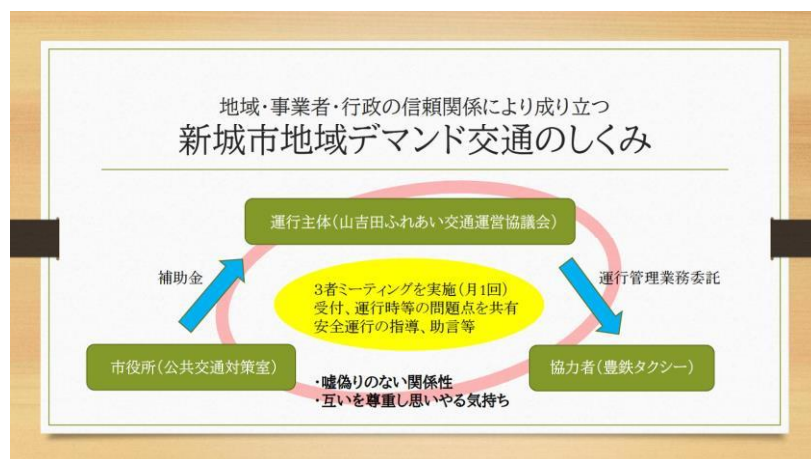 地域・事業者・行政の信頼関係により成り立つ
新城市地域デマンド交通のしくみ
運行主体(山吉田ふれあい交通運営協議会)
補助金
3者ミーティングを実施(月1回)
受付、運行時等の問題点を共有
安全運行の指導、助言等
運行管理業務委託
市役所(公共交通対策室)
協力者(豊鉄タクシー)
・嘘偽りのない関係性
・互いを尊重し思いやる気持ち